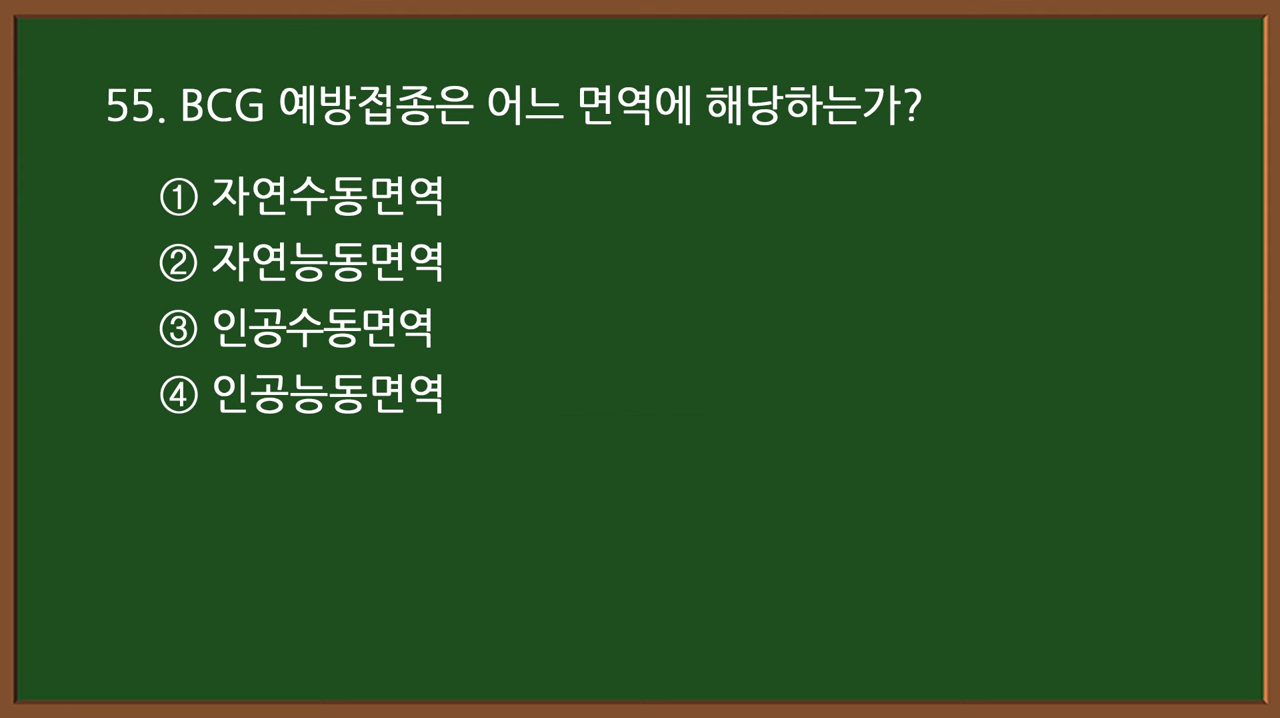 55. BCG 예방접종은 어느 면역에 해당하는가?
① 자연수동면역
② 자연능동면역
③ 인공수동면역
④ 인공능동면역